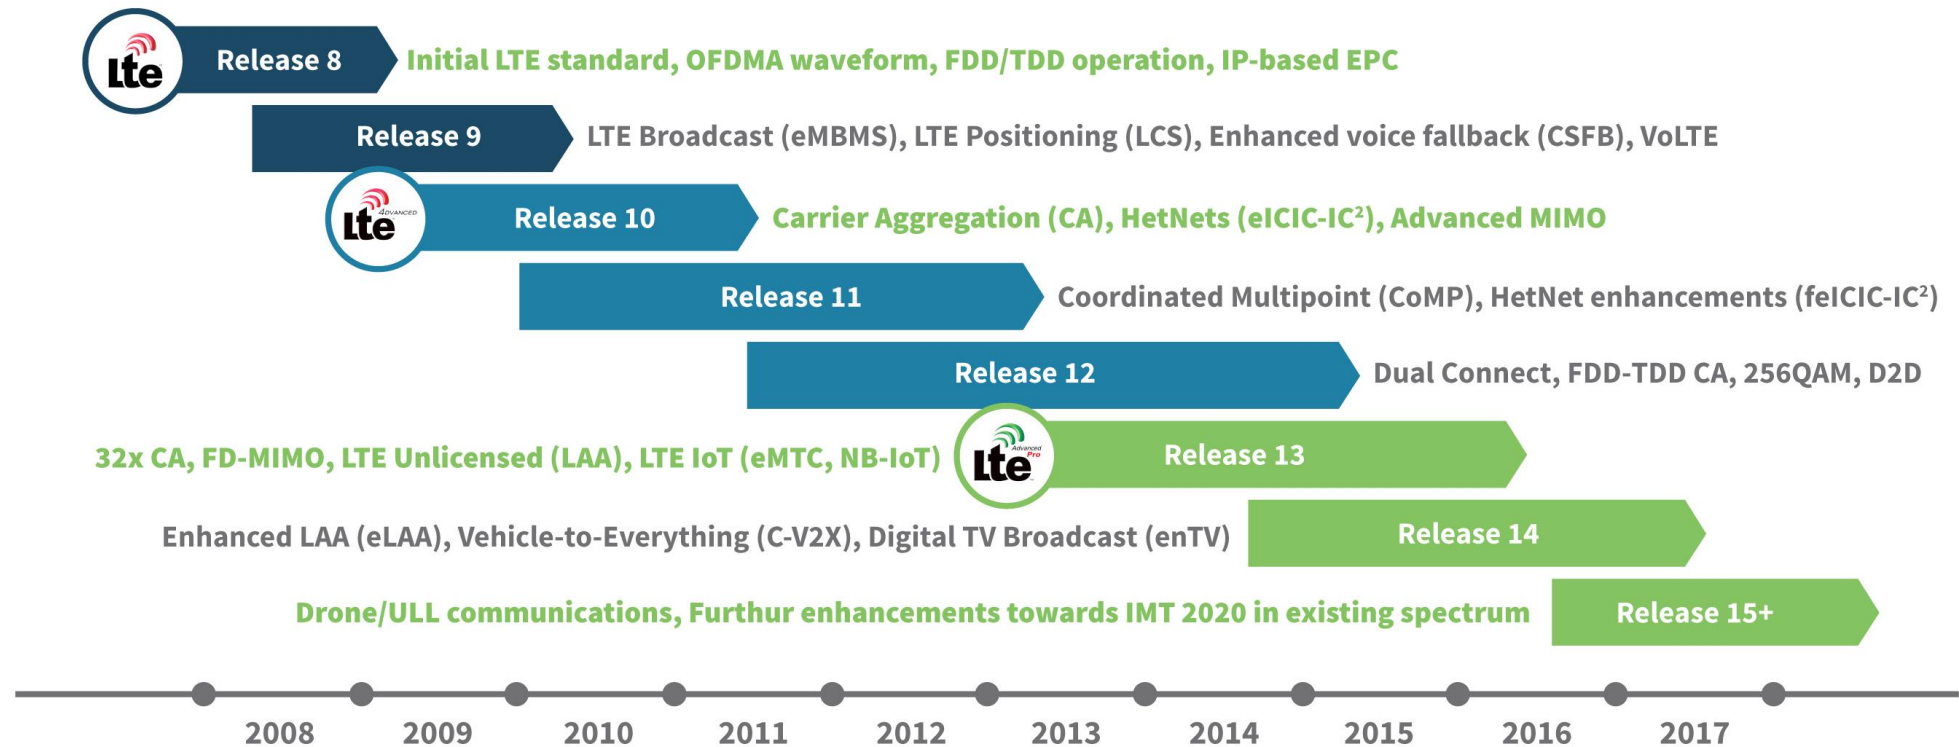 Lte Release 8 Initial LTE standard, OFDMA waveform, FDD/TDD operation, IP-based EPC
Release 9 LTE Broadcast (eMBMS), LTE Positioning (LCS), Enhanced voice fallback (CSFB), VoLTE
Lte 4DVANCED Release 10 Carrier Aggregation (CA), HetNets (eICIC-IC²), Advanced MIMO
Release 11 Coordinated Multipoint (CoMP), HetNet enhancements (feICIC-IC²)
Release 12 Dual Connect, FDD-TDD CA, 256QAM, D2D
32x CA, FD-MIMO, LTE Unlicensed (LAA), LTE IoT (eMTC, NB-IoT) Lte Advanced Pro Release 13
Enhanced LAA (eLAA), Vehicle-to-Everything (C-V2X), Digital TV Broadcast (enTV) Release 14
Drone/ULL communications, Furthur enhancements towards IMT 2020 in existing spectrum Release 15+
2008 2009 2010 2011 2012 2013 2014 2015 2016 2017